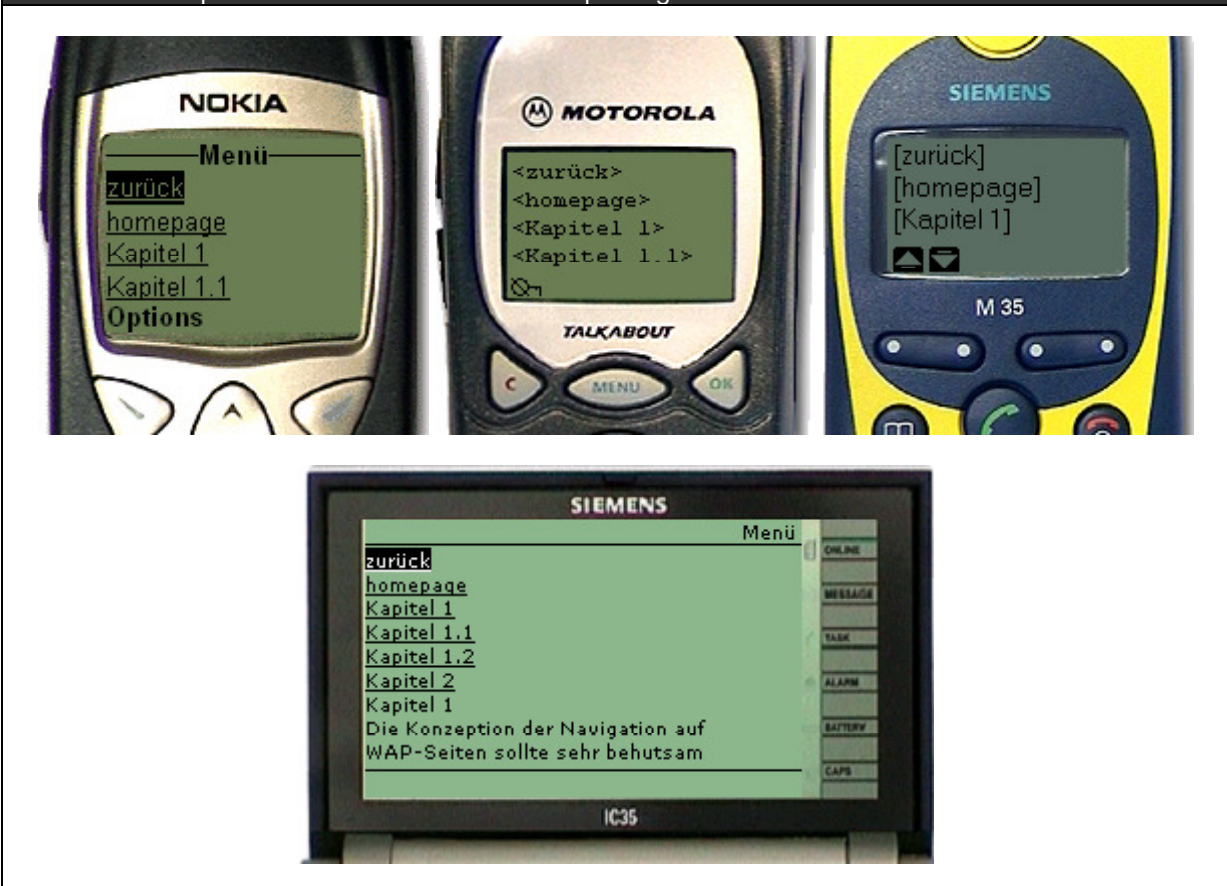 NOKIA
Menü
zurück
homepage
Kapitel 1
Kapitel 1.1
Options
MOTOROLA
<zurück>
<homepage>
<Kapitel 1>
<Kapitel 1.1>
TALKABOUT
C
MENU
OK
SIEMENS
[zurück]
[homepage]
[Kapitel 1]
M 35
SIEMENS
Menü
zurück
homepage
Kapitel 1
Kapitel 1.1
Kapitel 1.2
Kapitel 2
Kapitel 1
Die Konzeption der Navigation auf
WAP-Seiten sollte sehr behutsam
ONLINE
MESSAGE
TASK
ALARM
BATTERY
CAPS
IC35